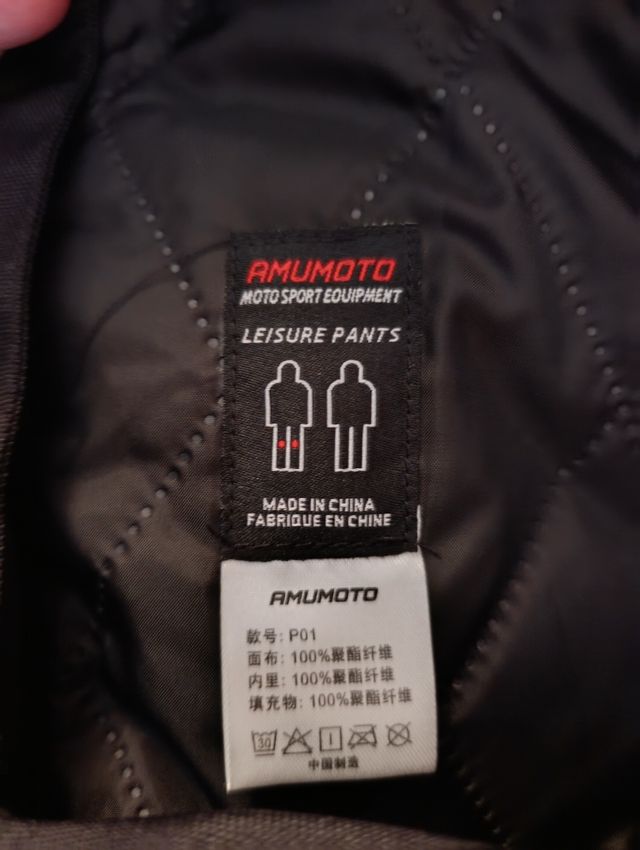 AMUMOTO
MOTO SPORT EQUIPMENT
LEISURE PANTS
MADE IN CHINA
FABRIQUE EN CHINE
AMUMOTO
款号: P01
面布: 100%聚酯纤维
内里: 100%聚酯纤维
填充物: 100%聚酯纤维
30
中国制造